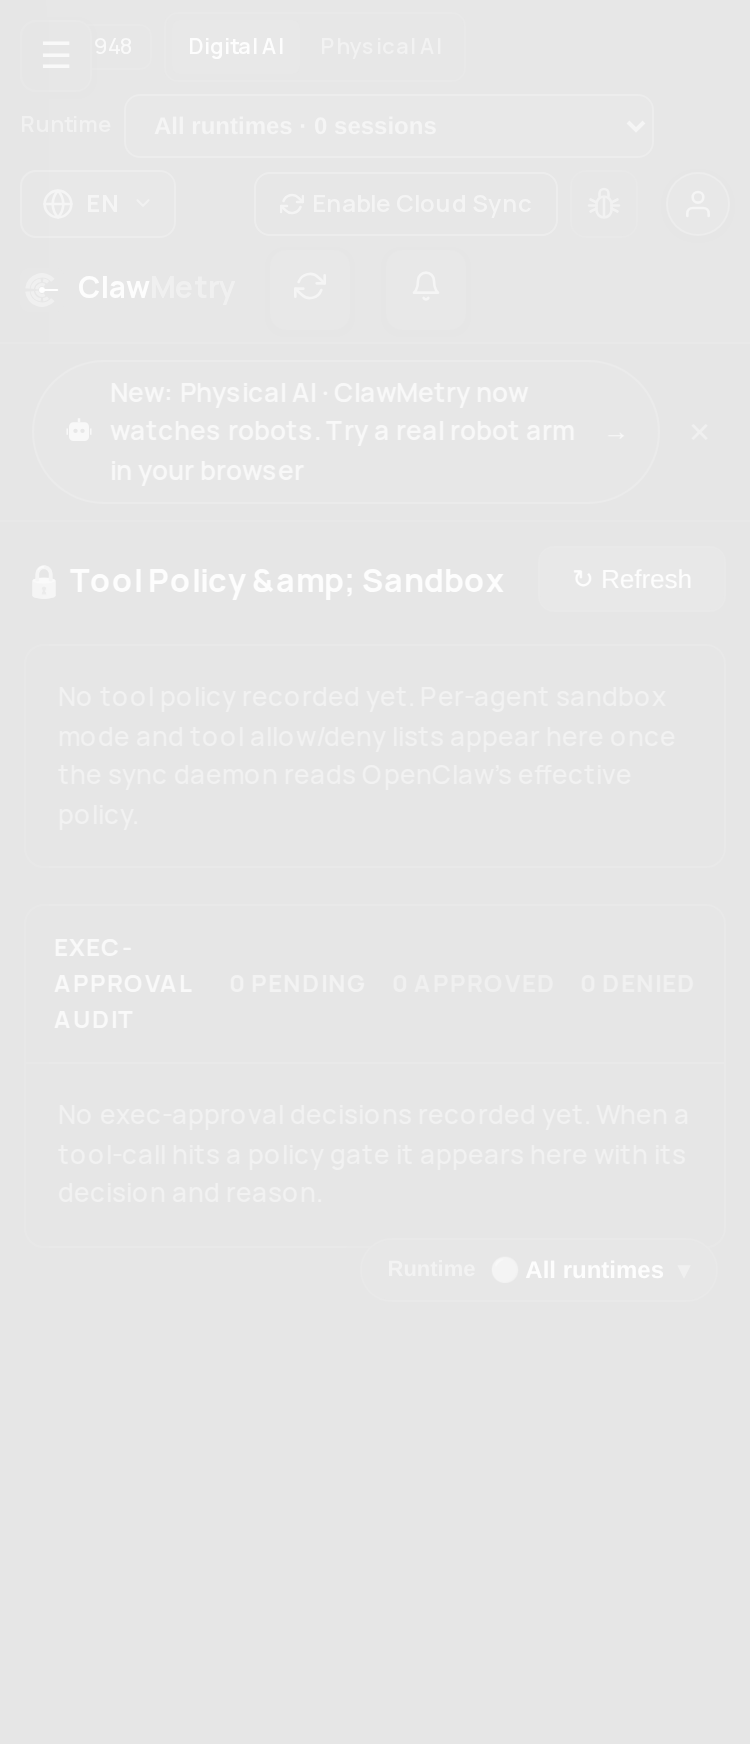 948 Digital AI Physical AI
Runtime All runtimes · 0 sessions
EN Enable Cloud Sync
ClawMetry
New: Physical AI · ClawMetry now
watches robots. Try a real robot arm →
in your browser
Tool Policy &amp; Sandbox ↻ Refresh
No tool policy recorded yet. Per-agent sandbox
mode and tool allow/deny lists appear here once
the sync daemon reads OpenClaw's effective
policy.
EXEC-
APPROVAL 0 PENDING 0 APPROVED 0 DENIED
AUDIT
No exec-approval decisions recorded yet. When a
tool-call hits a policy gate it appears here with its
decision and reason.
Runtime All runtimes ▾